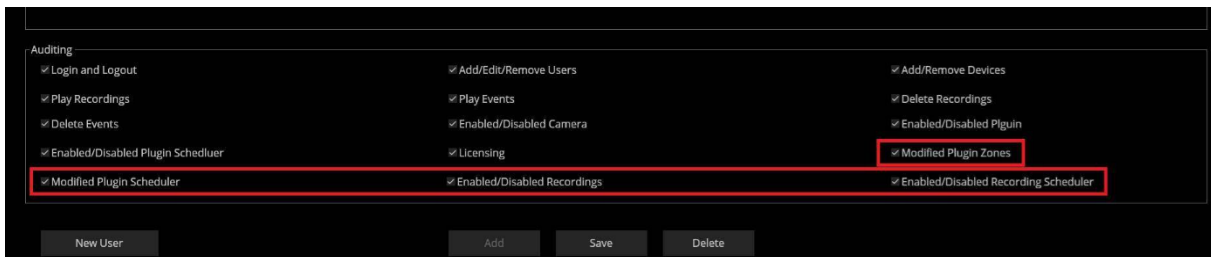 Auditing
Login and Logout
Add/Edit/Remove Users
Add/Remove Devices
Play Recordings
Play Events
Delete Recordings
Delete Events
Enabled/Disabled Camera
Enabled/Disabled Plguin
Enabled/Disabled Plugin Schedluer
Licensing
Modified Plugin Zones
Modified Plugin Scheduler
Enabled/Disabled Recordings
Enabled/Disabled Recording Scheduler
New User
Add
Save
Delete